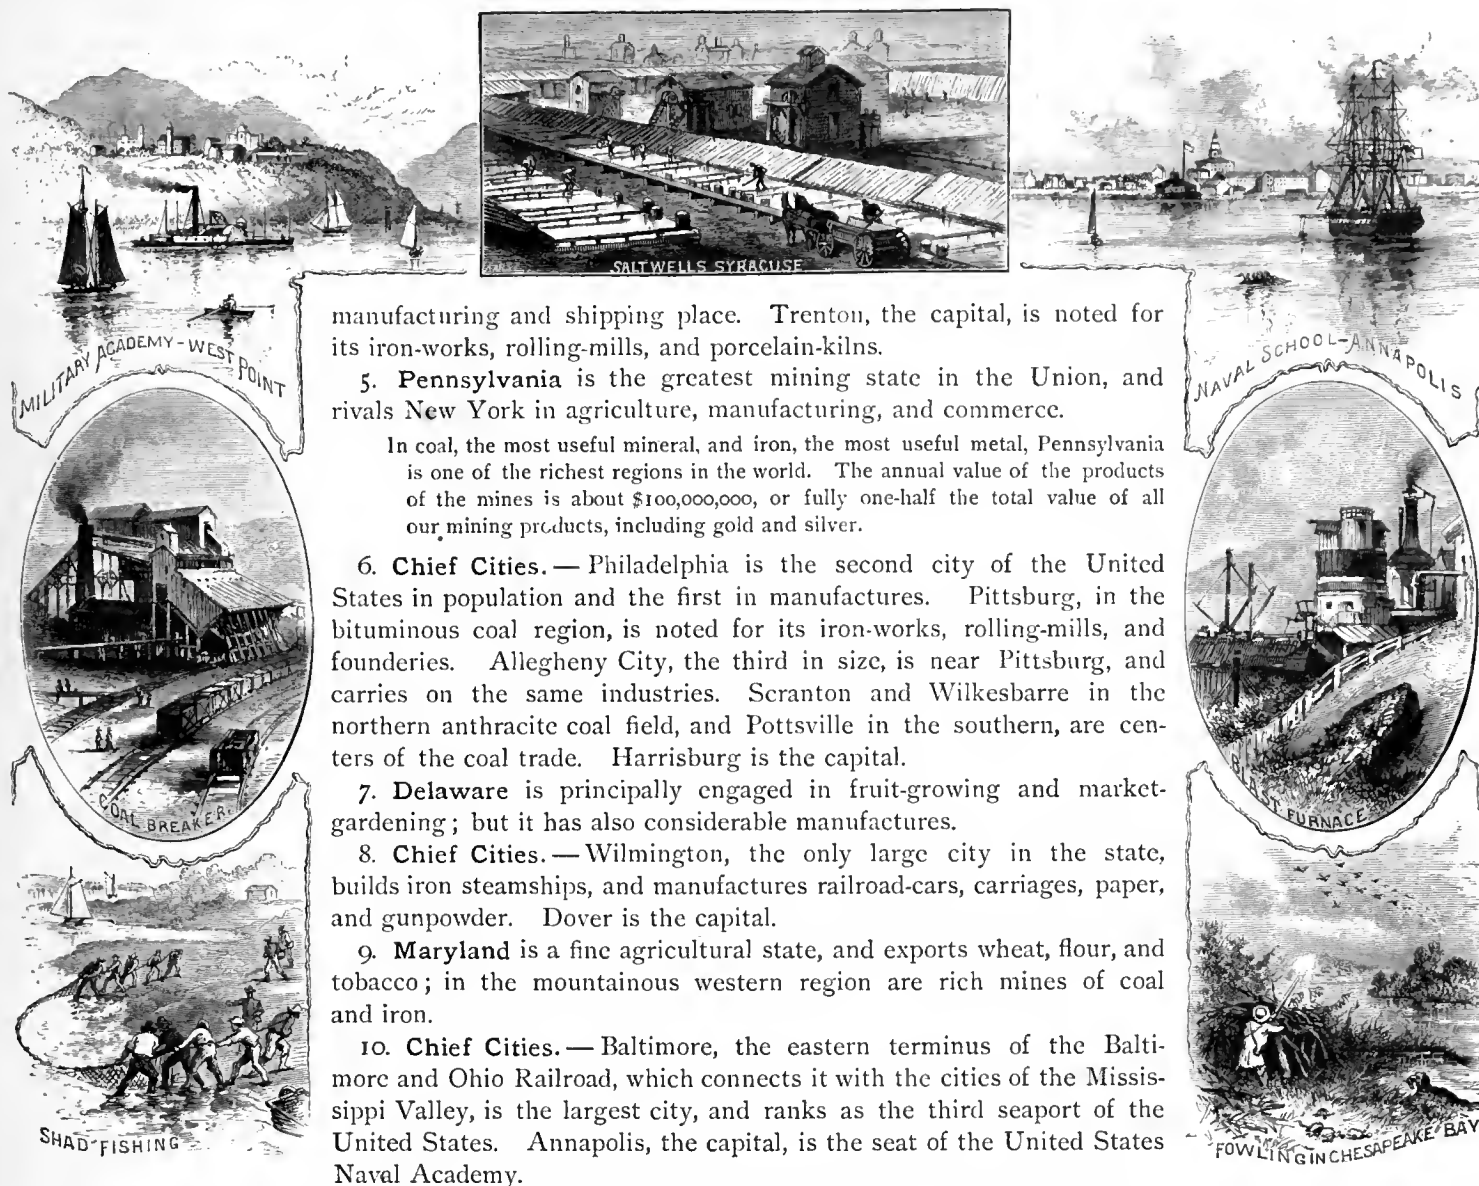 SALT WELLS SYRACUSE
MILITARY ACADEMY-WEST POINT
NAVAL SCHOOL-ANNAPOLIS
manufacturing and shipping place. Trenton, the capital, is noted for
its iron-works, rolling-mills, and porcelain-kilns.
5. Pennsylvania is the greatest mining state in the Union, and
rivals New York in agriculture, manufacturing, and commerce.
In coal, the most useful mineral, and iron, the most useful metal, Pennsylvania
is one of the richest regions in the world. The annual value of the products
of the mines is about $100,000,000, or fully one-half the total value of all
our mining products, including gold and silver.
6. Chief Cities. — Philadelphia is the second city of the United
States in population and the first in manufactures. Pittsburg, in the
bituminous coal region, is noted for its iron-works, rolling-mills, and
founderies. Allegheny City, the third in size, is near Pittsburg, and
carries on the same industries. Scranton and Wilkesbarre in the
northern anthracite coal field, and Pottsville in the southern, are cen-
ters of the coal trade. Harrisburg is the capital.
7. Delaware is principally engaged in fruit-growing and market-
gardening; but it has also considerable manufactures.
8. Chief Cities. — Wilmington, the only large city in the state,
builds iron steamships, and manufactures railroad-cars, carriages, paper,
and gunpowder. Dover is the capital.
9. Maryland is a fine agricultural state, and exports wheat, flour, and
tobacco; in the mountainous western region are rich mines of coal
and iron.
10. Chief Cities. — Baltimore, the eastern terminus of the Balti-
more and Ohio Railroad, which connects it with the cities of the Missis-
sippi Valley, is the largest city, and ranks as the third seaport of the
United States. Annapolis, the capital, is the seat of the United States
Naval Academy.
COAL BREAKER.
BLAST FURNACE
SHAD FISHING
FOWLING IN CHESAPEAKE BAY